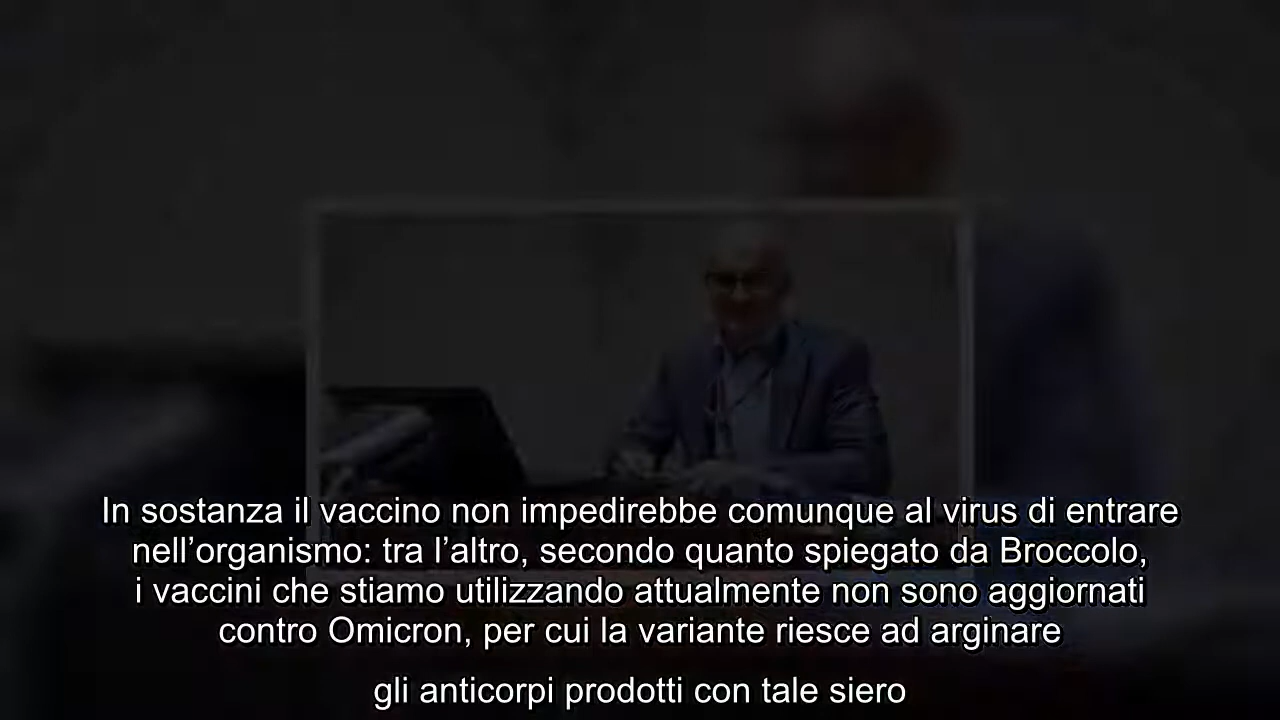 In sostanza il vaccino non impedirebbe comunque al virus di entrare
nell’organismo: tra l’altro, secondo quanto spiegato da Broccolo,
i vaccini che stiamo utilizzando attualmente non sono aggiornati
contro Omicron, per cui la variante riesce ad arginare
gli anticorpi prodotti con tale siero